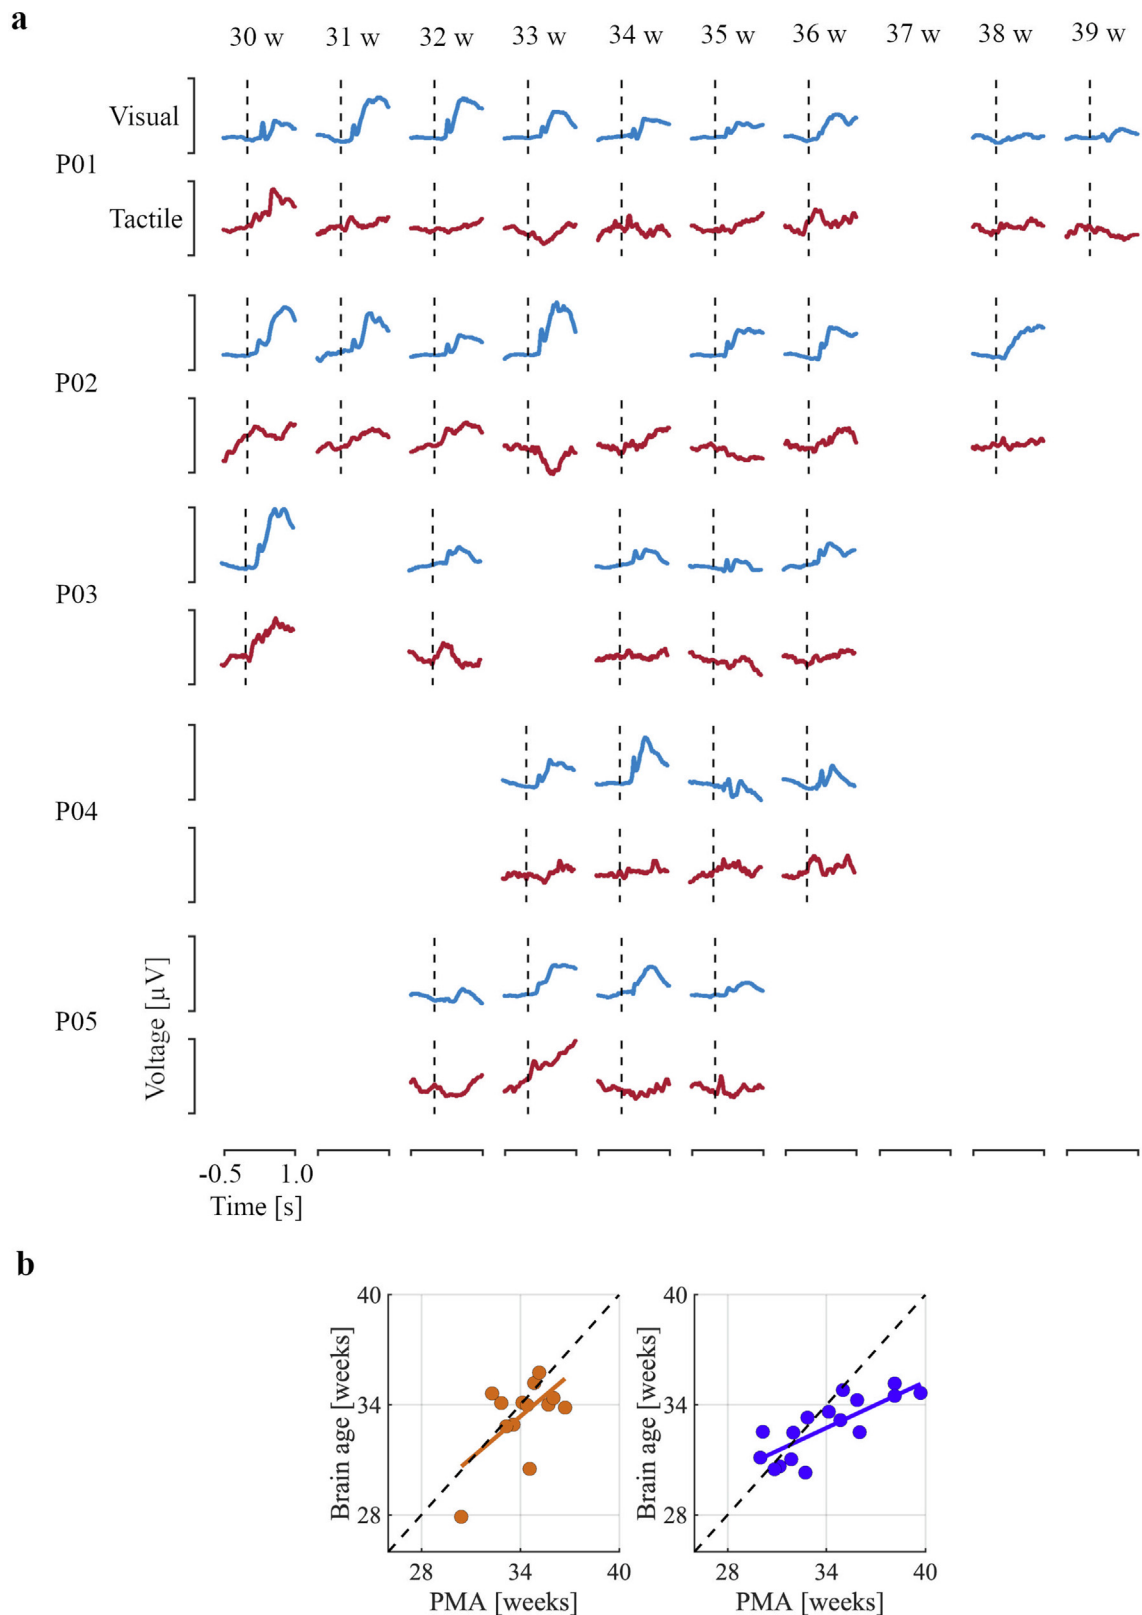 a
30 w 31 w 32 w 33 w 34 w 35 w 36 w 37 w 38 w 39 w
Visual
P01
Tactile
P02
P03
P04
P05
Voltage [µV]
-0.5 1.0
Time [s]
b
40
34
28
Brain age [weeks]
28 34 40
PMA [weeks]
40
34
28
Brain age [weeks]
28 34 40
PMA [weeks]